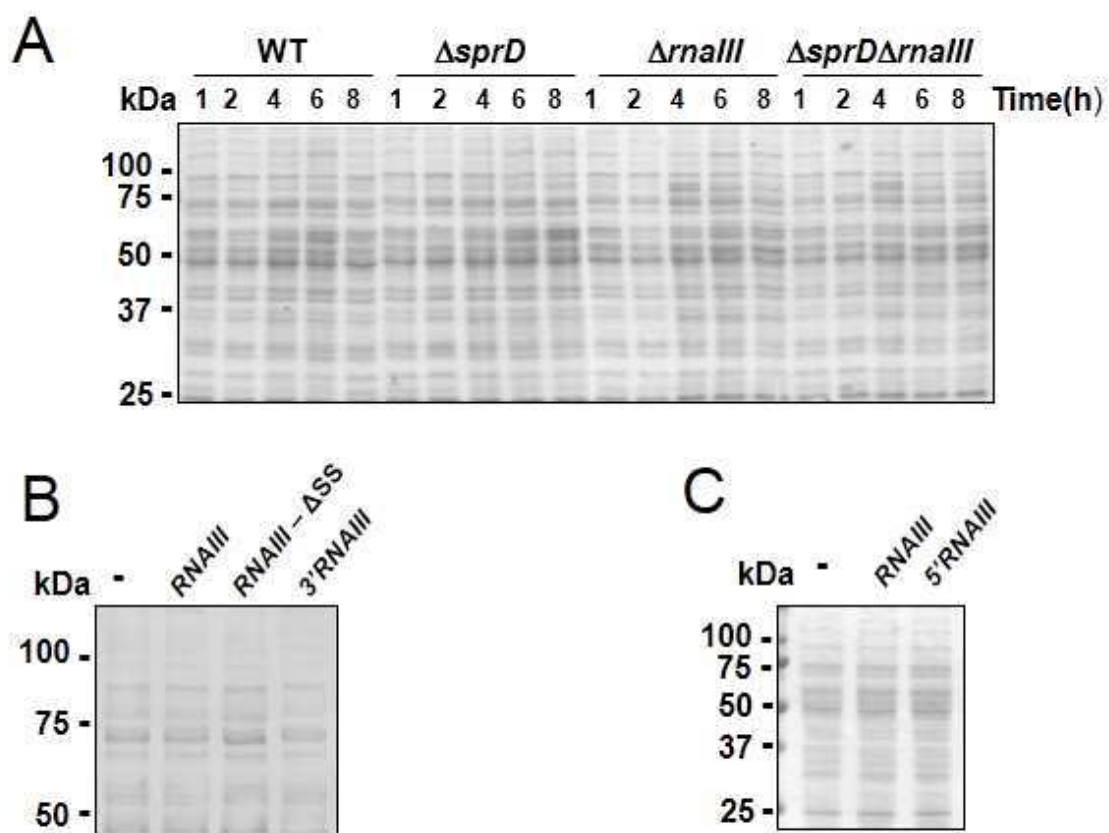 A
WT ΔsprD ΔrnaIII ΔsprDΔrnaIII
kDa 1 2 4 6 8 1 2 4 6 8 1 2 4 6 8 1 2 4 6 8 Time(h)
100 -
75 -
50 -
37 -
25 -
B
kDa - RNAIII RNAIII – ΔSS 3'RNAIII
100 -
75 -
50 -
C
kDa - RNAIII 5'RNAIII
100 -
75 -
50 -
37 -
25 -